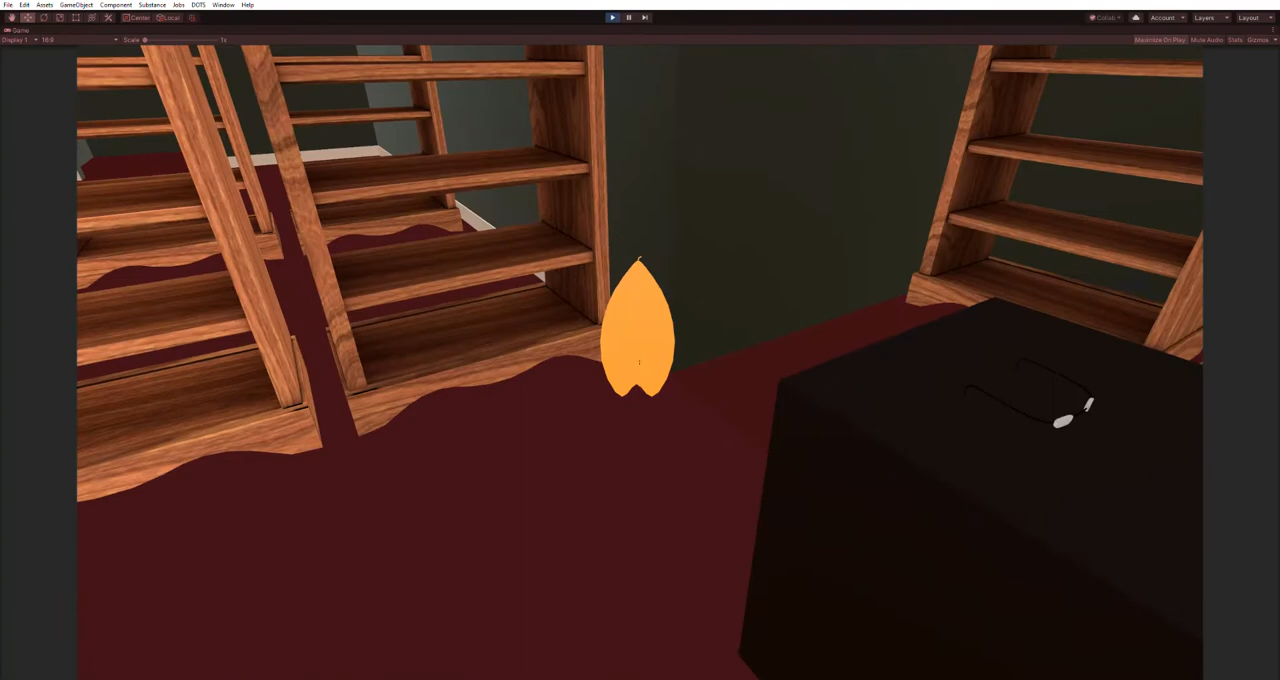 File Edit Assets GameObject Component Substance Jobs DOTS Window Help
Center Local Collab Account Layers Layout
Game
Display 1 16:9 Scale 1x Maximize On Play Mute Audio Stats Gizmos